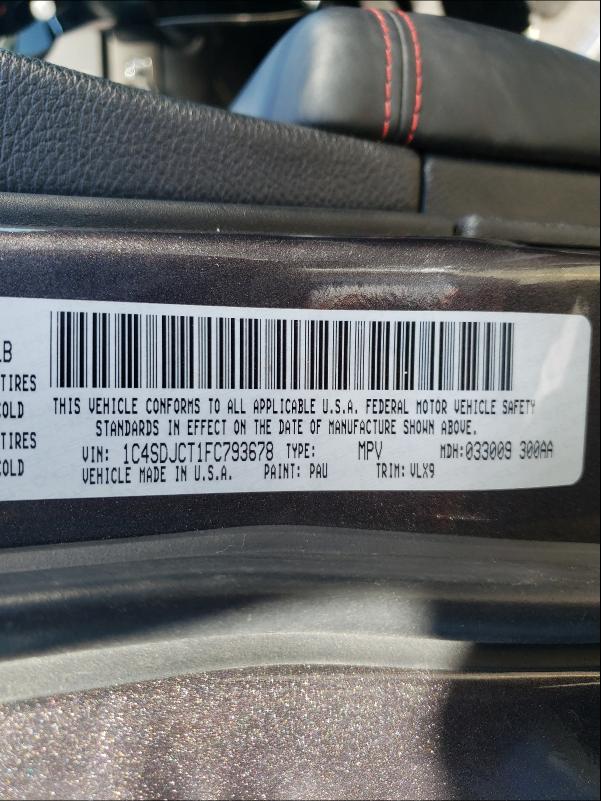 LB
TIRES
THIS VEHICLE CONFORMS TO ALL APPLICABLE U.S.A. FEDERAL MOTOR VEHICLE SAFETY
COLD
STANDARDS IN EFFECT ON THE DATE OF MANUFACTURE SHOWN ABOVE.
TIRES
VIN: 1C4SDJCT1FC793678 TYPE: MPV MDH:033009 300AA
COLD
VEHICLE MADE IN U.S.A. PAINT: PAU TRIM: VLX9